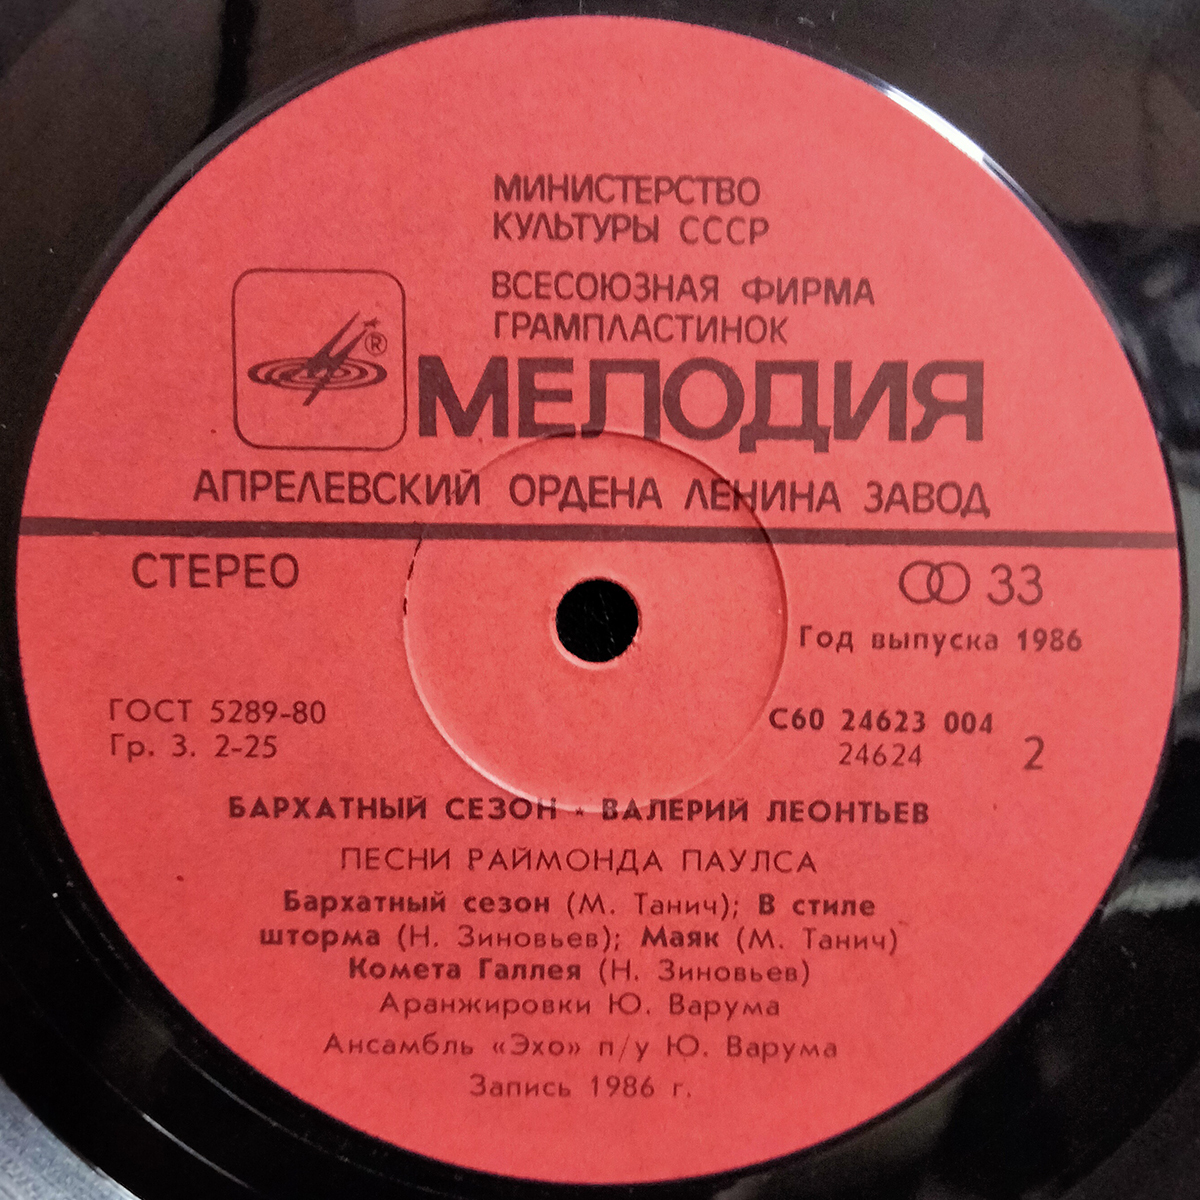 МИНИСТЕРСТВО
КУЛЬТУРЫ СССР
ВСЕСОЮЗНАЯ ФИРМА
ГРАМПЛАСТИНОК
®
МЕЛОДИЯ
АПРЕЛЕВСКИЙ ОРДЕНА ЛЕНИНА ЗАВОД
СТЕРЕО
33
Год выпуска 1986
ГОСТ 5289-80
Гр. 3. 2-25
С60 24623 004
24624
2
БАРХАТНЫЙ СЕЗОН * ВАЛЕРИЙ ЛЕОНТЬЕВ
ПЕСНИ РАЙМОНДА ПАУЛСА
Бархатный сезон (М. Танич); В стиле
шторма (Н. Зиновьев); Маяк (М. Танич)
Комета Галлея (Н. Зиновьев)
Аранжировки Ю. Варума
Ансамбль «Эхо» п/у Ю. Варума
Запись 1986 г.